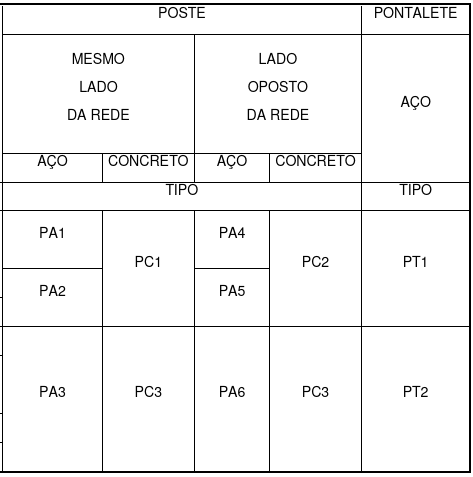 POSTE PONTALETE
MESMO LADO
LADO OPOSTO
DA REDE DA REDE
AÇO
AÇO CONCRETO AÇO CONCRETO
TIPO TIPO
PA1 PA4
PC1 PC2 PT1
PA2 PA5
PA3 PC3 PA6 PC3 PT2